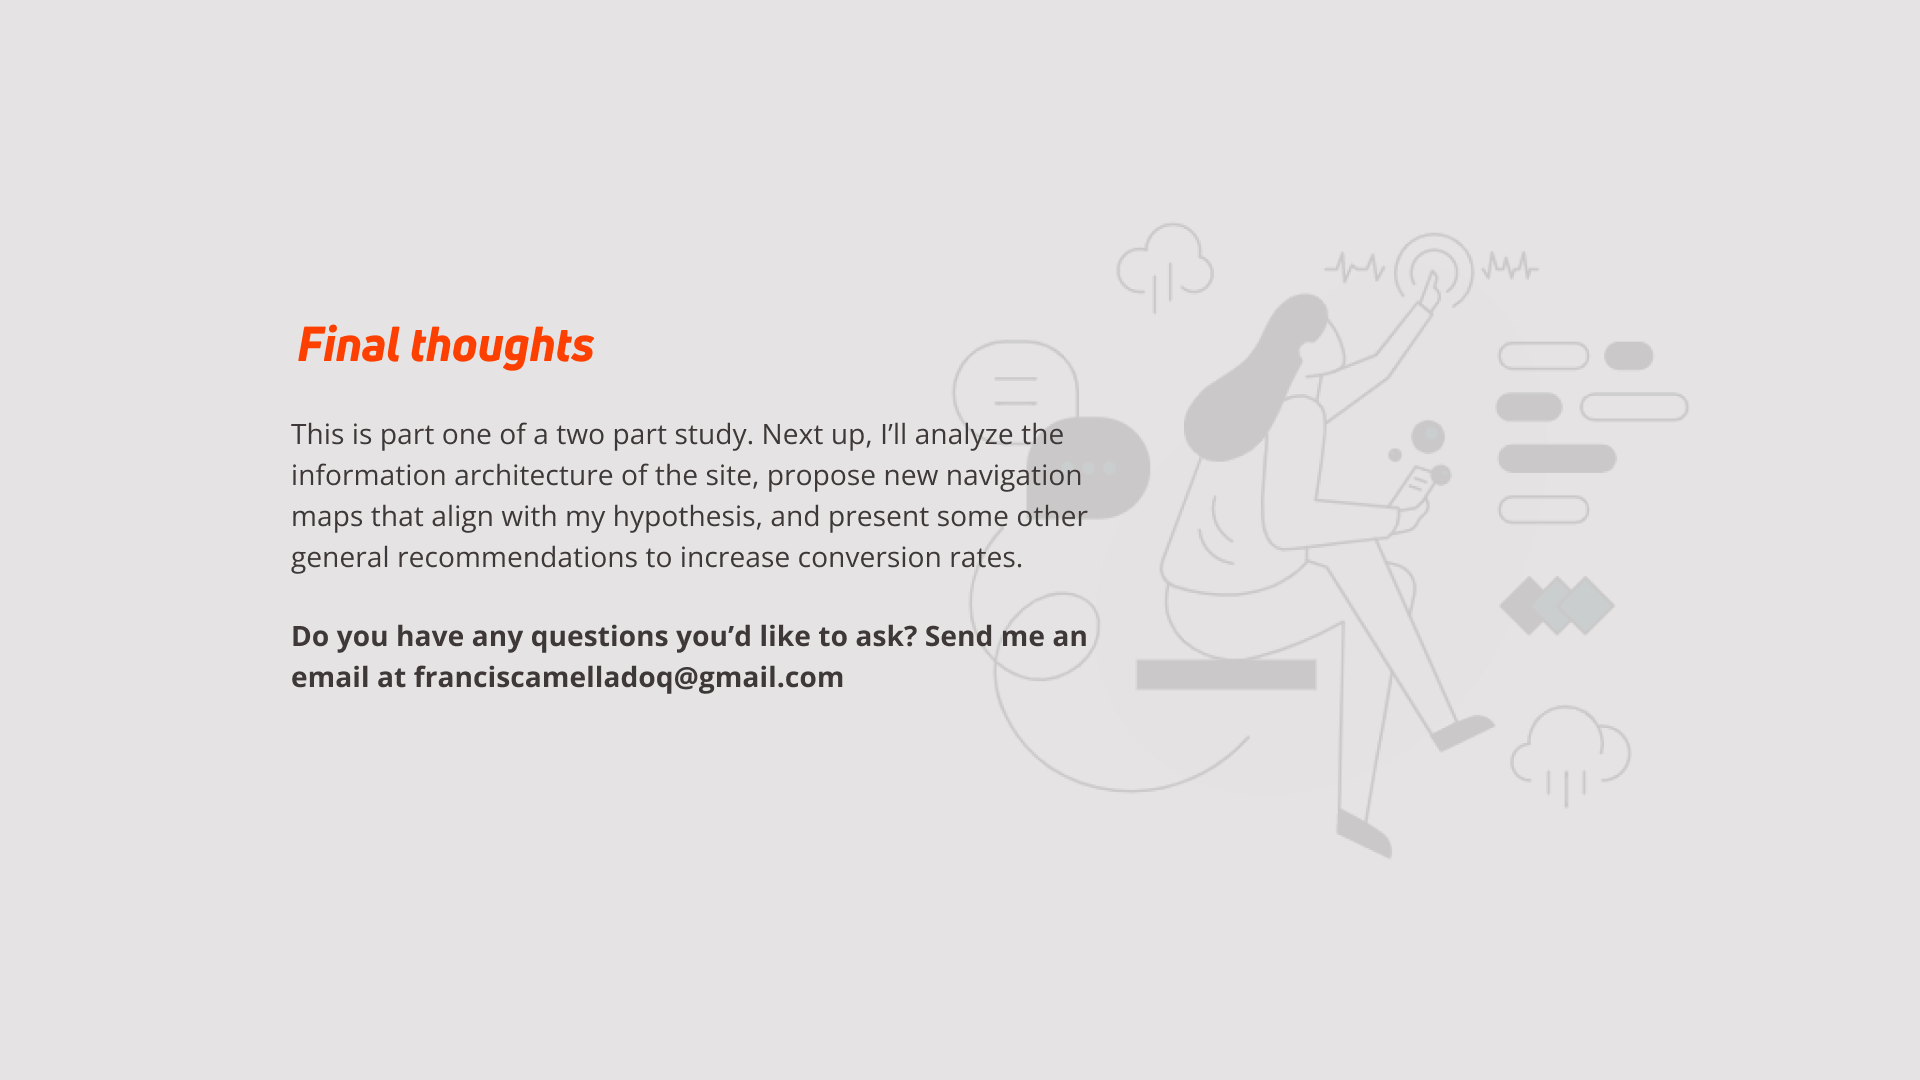 Final thoughts
This is part one of a two part study. Next up, I’ll analyze the
information architecture of the site, propose new navigation
maps that align with my hypothesis, and present some other
general recommendations to increase conversion rates.
Do you have any questions you’d like to ask? Send me an
email at franciscamelladoq@gmail.com